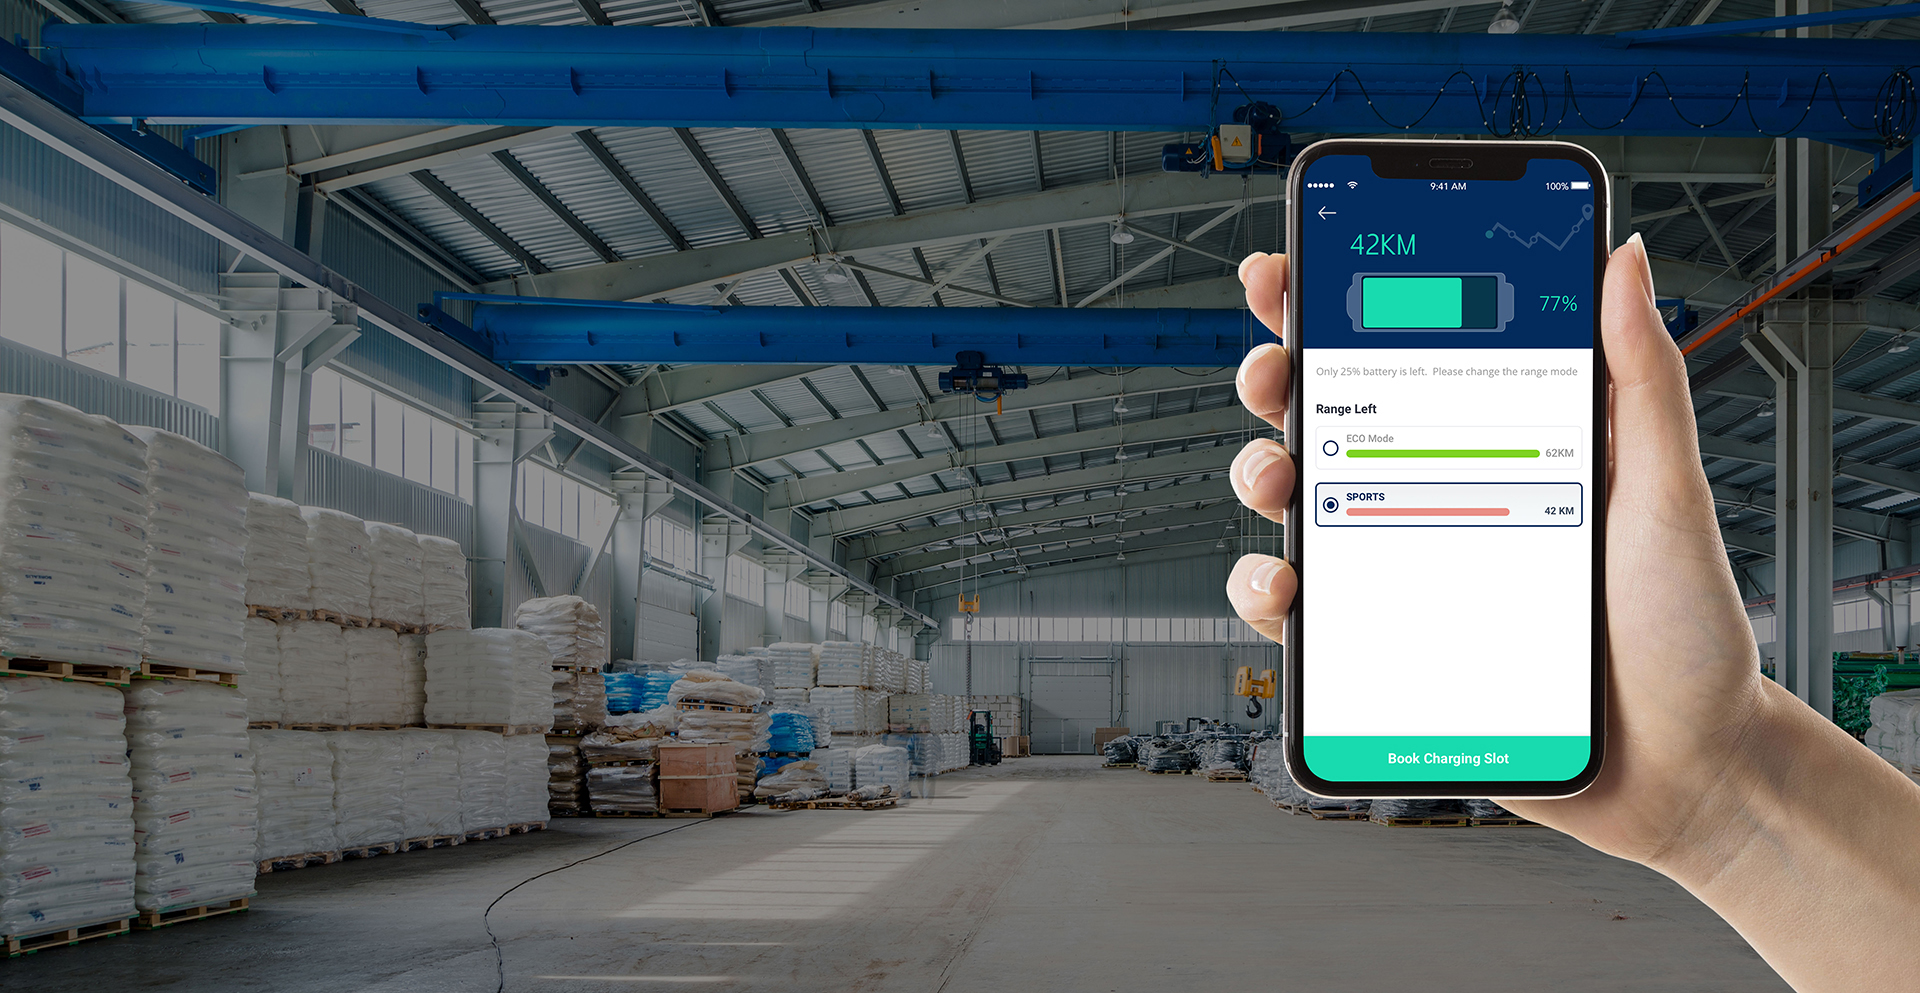 9:41 AM
100%
42KM
77%
Only 25% battery is left. Please change the range mode
Range Left
ECO Mode
62KM
SPORTS
42 KM
Book Charging Slot